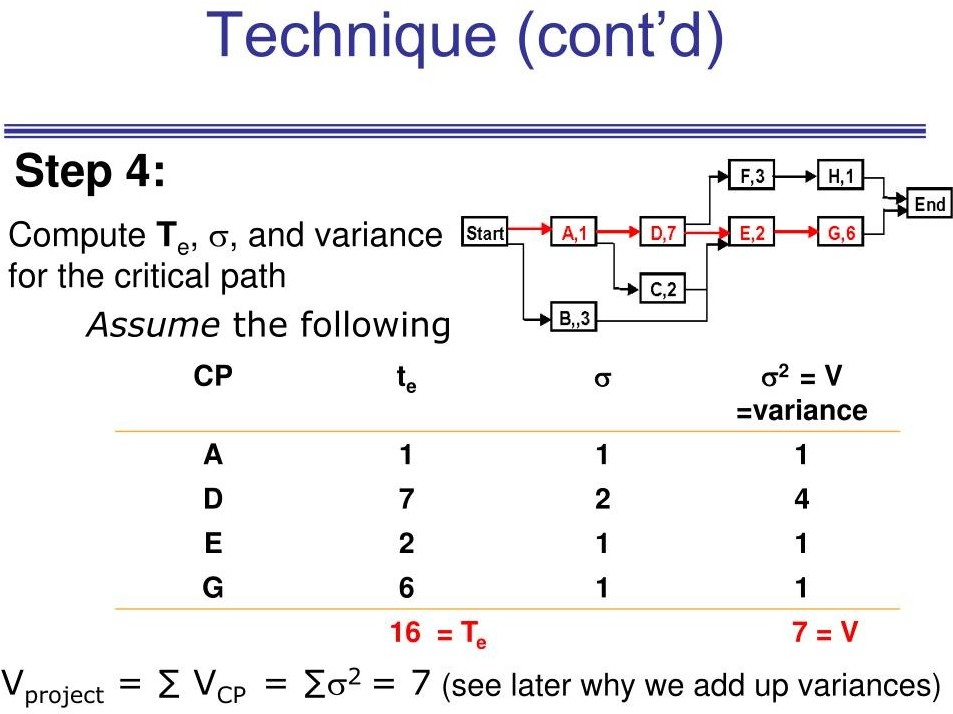 Technique (cont’d)
Step 4:
Compute Te, σ, and variance
for the critical path
Assume the following
F,3 H,1
End
Start A,1 D,7 E,2 G,6
C,2
B,,3
CP te σ σ² = V
=variance
A 1 1 1
D 7 2 4
E 2 1 1
G 6 1 1
16 = Te 7 = V
Vproject = ∑ VCP = ∑σ² = 7 (see later why we add up variances)